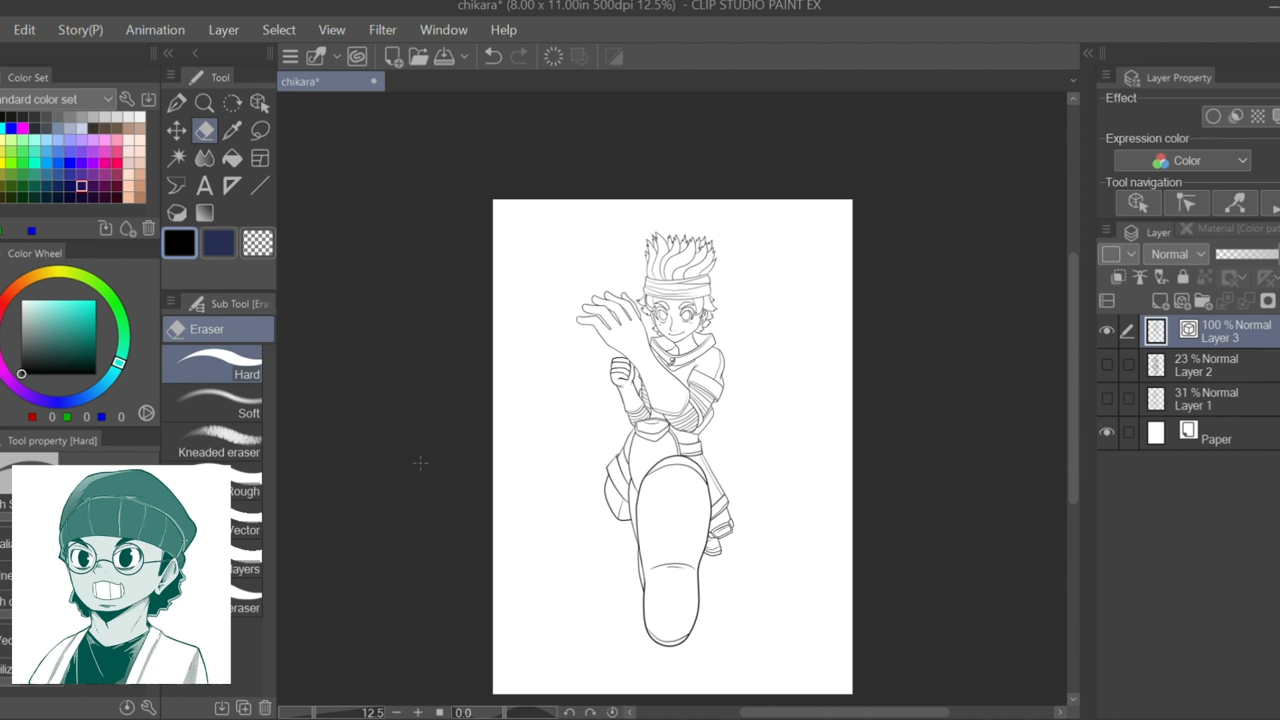 chikara* (8.00 x 11.00in 500dpi 12.5%) - CLIP STUDIO PAINT EX
Edit Story(P) Animation Layer Select View Filter Window Help
Color Set
Tool
chikara*
Layer Property
ndard color set
Effect
Expression color
Color
Tool navigation
Layer
Material [Color pa
Normal
Color Wheel
Sub Tool [Era
Eraser
100 % Normal
Layer 3
Hard
23 % Normal
Layer 2
Soft
31 % Normal
Layer 1
0 0 0
Paper
Tool property [Hard]
Kneaded eraser
Rough
Vector
ayers
eraser
12.5
0.0